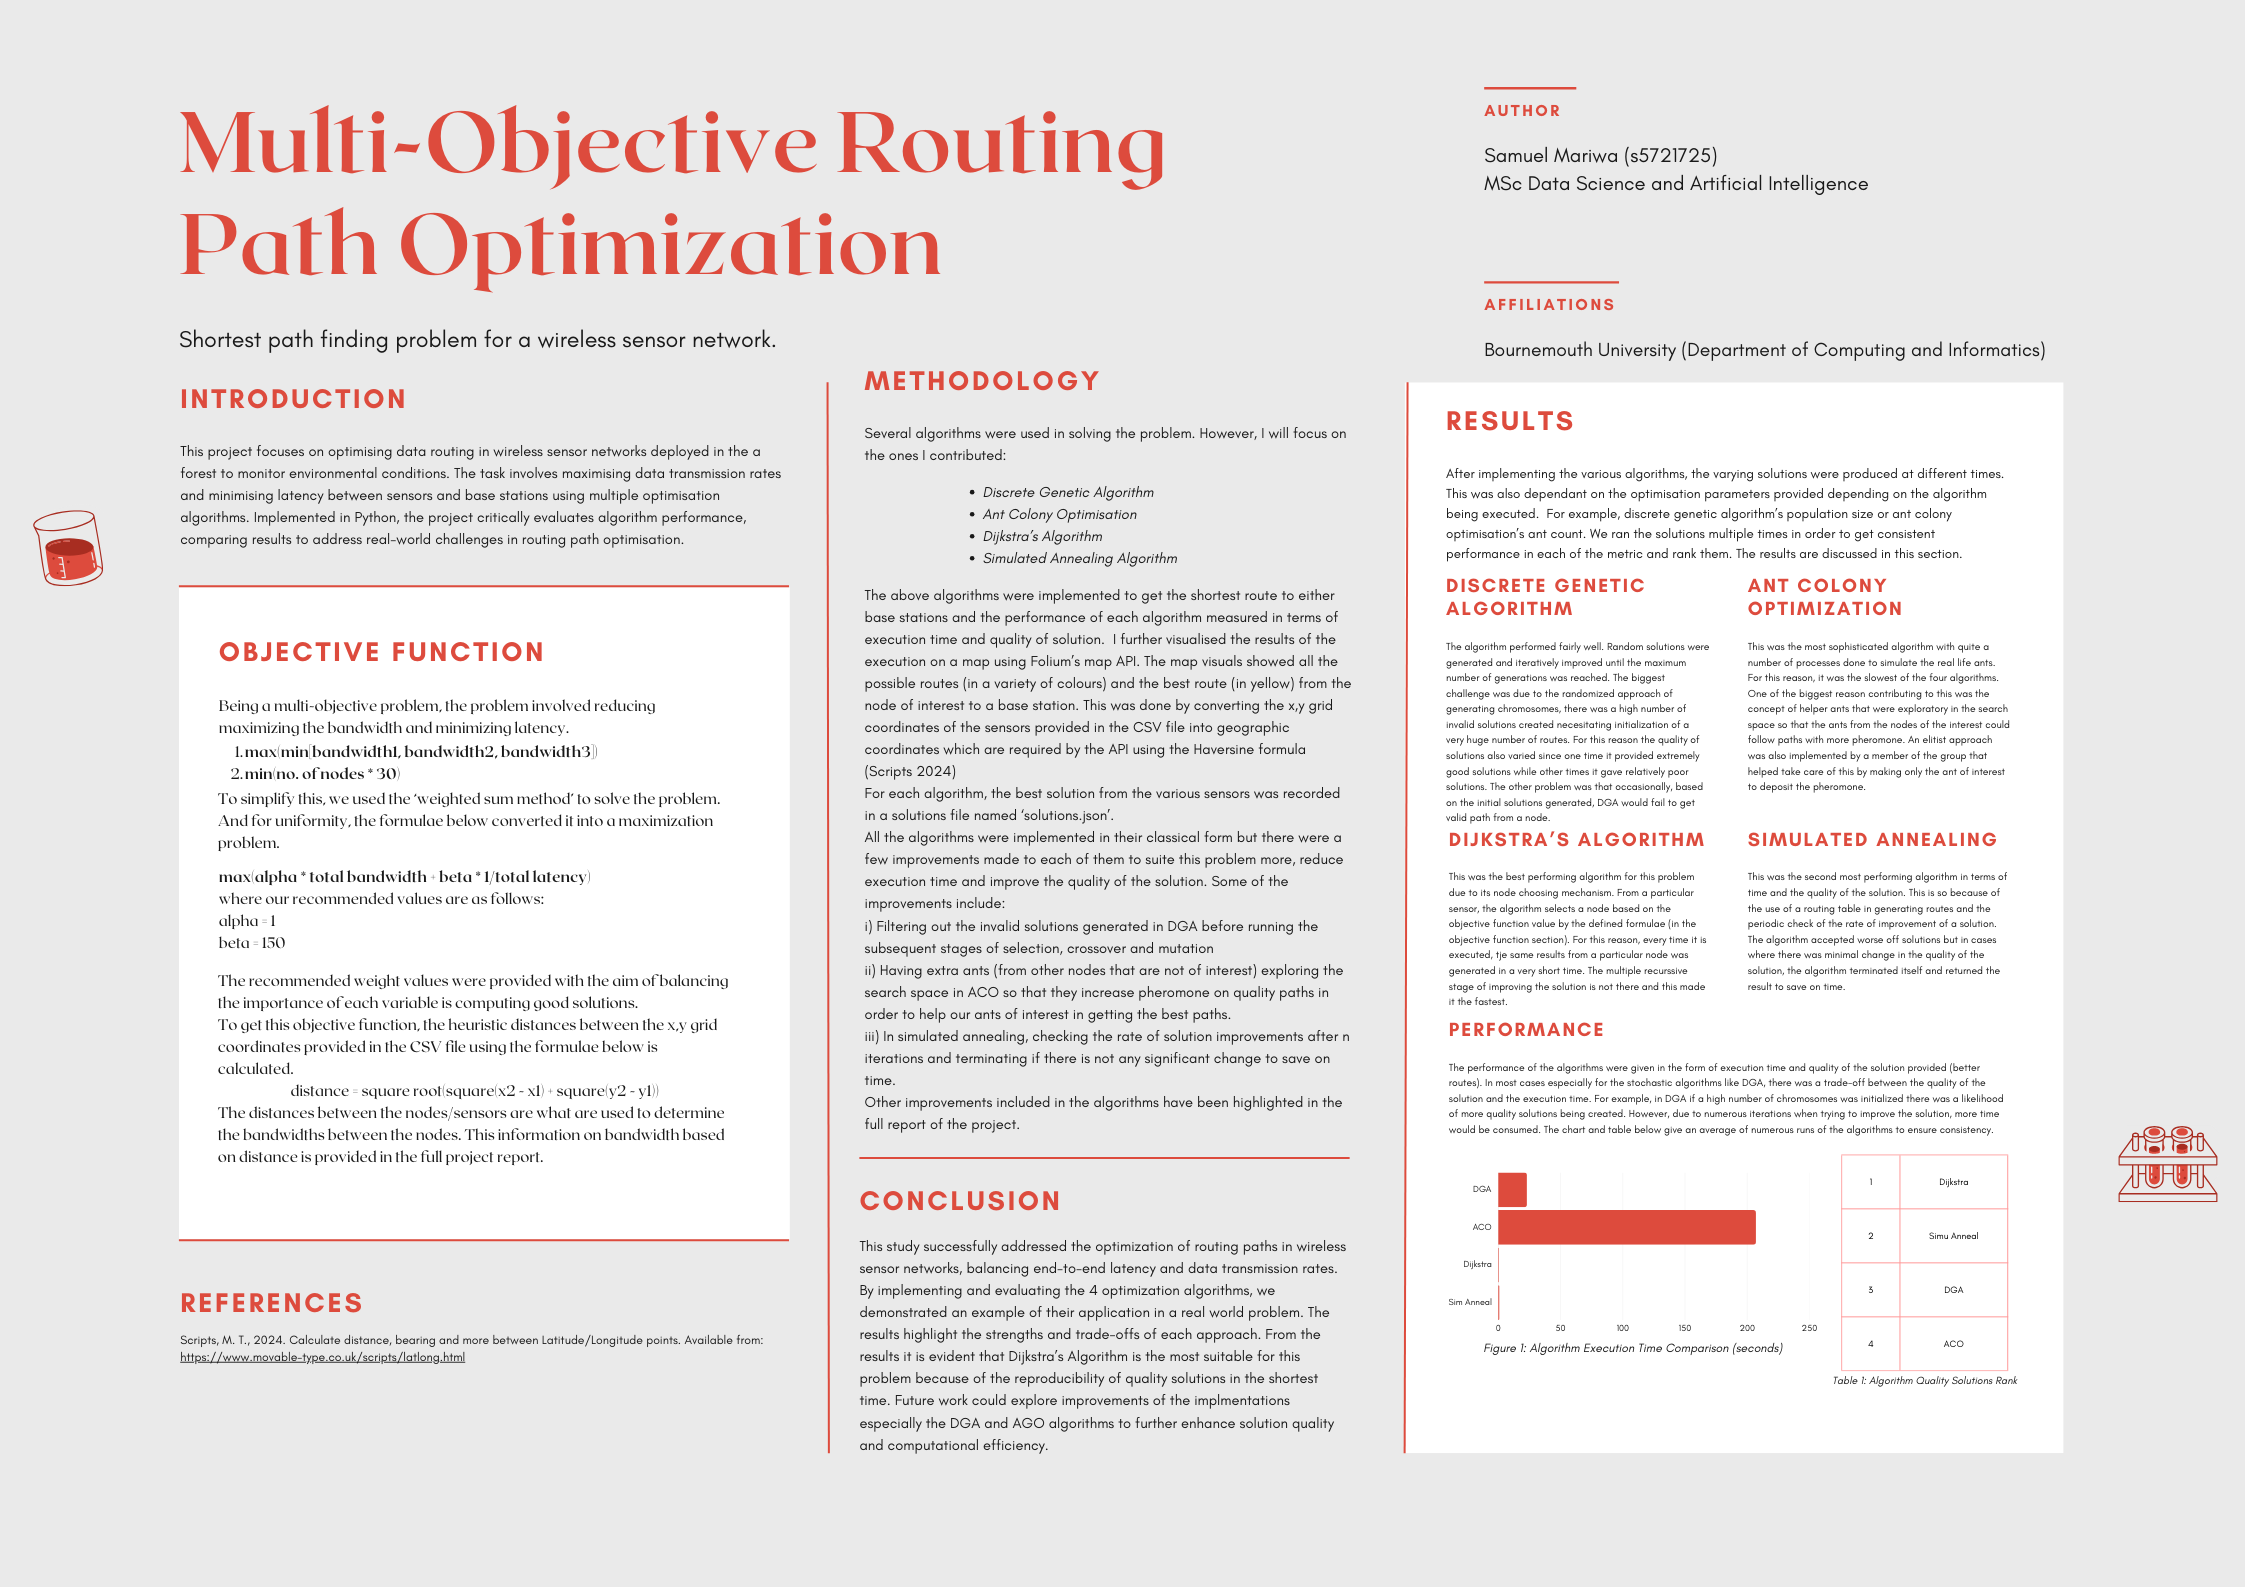 Multi-Objective Routing
Path Optimization
Shortest path finding problem for a wireless sensor network.
AUTHOR
Samuel Mariwa (s5721725)
MSc Data Science and Artificial Intelligence
AFFILIATIONS
Bournemouth University (Department of Computing and Informatics)
INTRODUCTION
This project focuses on optimising data routing in wireless sensor networks deployed in the a
forest to monitor environmental conditions. The task involves maximising data transmission rates
and minimising latency between sensors and base stations using multiple optimisation
algorithms. Implemented in Python, the project critically evaluates algorithm performance,
comparing results to address real-world challenges in routing path optimisation.
OBJECTIVE FUNCTION
Being a multi-objective problem, the problem involved reducing
maximizing the bandwidth and minimizing latency.
1. max(min[bandwidth1, bandwidth2, bandwidth3])
2. min(no. of nodes * 30)
To simplify this, we used the 'weighted sum method' to solve the problem.
And for uniformity, the formulae below converted it into a maximization
problem.
max(alpha * total bandwidth + beta * 1/total latency)
where our recommended values are as follows:
alpha = 1
beta = 150
The recommended weight values were provided with the aim of balancing
the importance of each variable is computing good solutions.
To get this objective function, the heuristic distances between the x,y grid
coordinates provided in the CSV file using the formulae below is
calculated.
distance = square root(square(x2 - x1) + square(y2 - y1))
The distances between the nodes/sensors are what are used to determine
the bandwidths between the nodes. This information on bandwidth based
on distance is provided in the full project report.
REFERENCES
Scripts, M. T., 2024. Calculate distance, bearing and more between Latitude/Longitude points. Available from:
https://www.movable-type.co.uk/scripts/latlong.html
METHODOLOGY
Several algorithms were used in solving the problem. However, I will focus on
the ones I contributed:
• Discrete Genetic Algorithm
• Ant Colony Optimisation
• Dijkstra's Algorithm
• Simulated Annealing Algorithm
The above algorithms were implemented to get the shortest route to either
base stations and the performance of each algorithm measured in terms of
execution time and quality of solution. I further visualised the results of the
execution on a map using Folium's map API. The map visuals showed all the
possible routes (in a variety of colours) and the best route (in yellow) from the
node of interest to a base station. This was done by converting the x,y grid
coordinates of the sensors provided in the CSV file into geographic
coordinates which are required by the API using the Haversine formula
(Scripts 2024)
For each algorithm, the best solution from the various sensors was recorded
in a solutions file named 'solutions.json'.
All the algorithms were implemented in their classical form but there were a
few improvements made to each of them to suite this problem more, reduce
execution time and improve the quality of the solution. Some of the
improvements include:
i) Filtering out the invalid solutions generated in DGA before running the
subsequent stages of selection, crossover and mutation
ii) Having extra ants (from other nodes that are not of interest) exploring the
search space in ACO so that they increase pheromone on quality paths in
order to help our ants of interest in getting the best paths.
iii) In simulated annealing, checking the rate of solution improvements after n
iterations and terminating if there is not any significant change to save on
time.
Other improvements included in the algorithms have been highlighted in the
full report of the project.
CONCLUSION
This study successfully addressed the optimization of routing paths in wireless
sensor networks, balancing end-to-end latency and data transmission rates.
By implementing and evaluating the 4 optimization algorithms, we
demonstrated an example of their application in a real world problem. The
results highlight the strengths and trade-offs of each approach. From the
results it is evident that Dijkstra's Algorithm is the most suitable for this
problem because of the reproducibility of quality solutions in the shortest
time. Future work could explore improvements of the implmentations
especially the DGA and AGO algorithms to further enhance solution quality
and computational efficiency.
RESULTS
After implementing the various algorithms, the varying solutions were produced at different times.
This was also dependant on the optimisation parameters provided depending on the algorithm
being executed. For example, discrete genetic algorithm's population size or ant colony
optimisation's ant count. We ran the solutions multiple times in order to get consistent
performance in each of the metric and rank them. The results are discussed in this section.
DISCRETE GENETIC
ALGORITHM
The algorithm performed fairly well. Random solutions were
generated and iteratively improved until the maximum
number of generations was reached. The biggest
challenge was due to the randomized approach of
generating chromosomes, there was a high number of
invalid solutions created necesitating initialization of a
very huge number of routes. For this reason the quality of
solutions also varied since one time it provided extremely
good solutions while other times it gave relatively poor
solutions. The other problem was that occasionally, based
on the initial solutions generated, DGA would fail to get
valid path from a node.
ANT COLONY
OPTIMIZATION
This was the most sophisticated algorithm with quite a
number of processes done to simulate the real life ants.
For this reason, it was the slowest of the four algorithms.
One of the biggest reason contributing to this was the
concept of helper ants that were exploratory in the search
space so that the ants from the nodes of the interest could
follow paths with more pheromone. An elitist approach
was also implemented by a member of the group that
helped take care of this by making only the ant of interest
to deposit the pheromone.
DIJKSTRA'S ALGORITHM
This was the best performing algorithm for this problem
due to its node choosing mechanism. From a particular
sensor, the algorithm selects a node based on the
objective function value by the defined formulae (in the
objective function section). For this reason, every time it is
executed, tje same results from a particular node was
generated in a very short time. The multiple recurssive
stage of improving the solution is not there and this made
it the fastest.
SIMULATED ANNEALING
This was the second most performing algorithm in terms of
time and the quality of the solution. This is so because of
the use of a routing table in generating routes and the
periodic check of the rate of improvement of a solution.
The algorithm accepted worse off solutions but in cases
where there was minimal change in the quality of the
solution, the algorithm terminated itself and returned the
result to save on time.
PERFORMANCE
The performance of the algorithms were given in the form of execution time and quality of the solution provided (better
routes). In most cases especially for the stochastic algorithms like DGA, there was a trade-off between the quality of the
solution and the execution time. For example, in DGA if a high number of chromosomes was initialized there was a likelihood
of more quality solutions being created. However, due to numerous iterations when trying to improve the solution, more time
would be consumed. The chart and table below give an average of numerous runs of the algorithms to ensure consistency.
DGA
ACO
Dijkstra
Sim Anneal
0 50 100 150 200 250
Figure 1: Algorithm Execution Time Comparison (seconds)
1 Dijkstra
2 Simu Anneal
3 DGA
4 ACO
Table 1: Algorithm Quality Solutions Rank